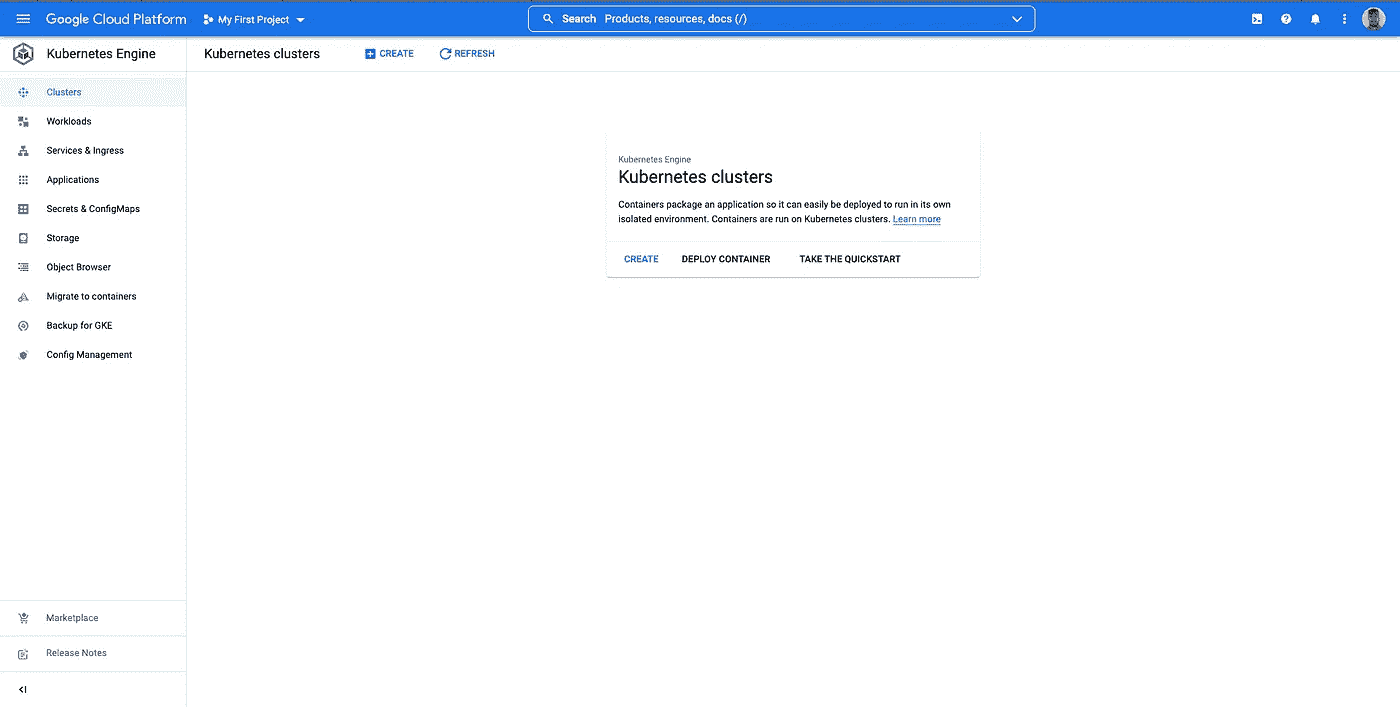 Google Cloud Platform
My First Project
Search Products, resources, docs (/)
Kubernetes Engine
Kubernetes clusters
CREATE
REFRESH
Clusters
Workloads
Services & Ingress
Applications
Secrets & ConfigMaps
Storage
Object Browser
Migrate to containers
Backup for GKE
Config Management
Marketplace
Release Notes
Kubernetes Engine
Kubernetes clusters
Containers package an application so it can easily be deployed to run in its own
isolated environment. Containers are run on Kubernetes clusters. Learn more
CREATE
DEPLOY CONTAINER
TAKE THE QUICKSTART